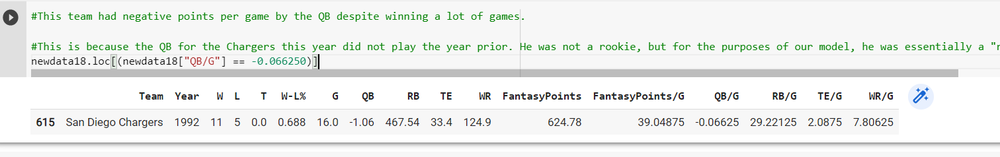 #This team had negative points per game by the QB despite winning a lot of games.
#This is because the QB for the Chargers this year did not play the year prior. He was not a rookie, but for the purposes of our model, he was essentially a "r
newdata18.loc[(newdata18["QB/G"] == -0.066250)]
Team Year W L T W-L% G QB RB TE WR FantasyPoints FantasyPoints/G QB/G RB/G TE/G WR/G
615 San Diego Chargers 1992 11 5 0.0 0.688 16.0 -1.06 467.54 33.4 124.9 624.78 39.04875 -0.06625 29.22125 2.0875 7.80625